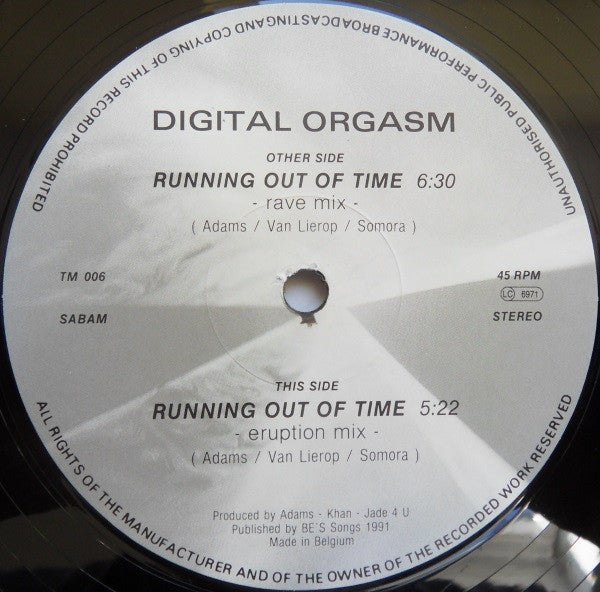 UNAUTHORISED PUBLIC PERFORMANCE BROADCASTING AND COPYING OF THIS RECORD PROHIBITED
DIGITAL ORGASM
OTHER SIDE
RUNNING OUT OF TIME 6:30
- rave mix -
( Adams / Van Lierop / Somora )
TM 006
45 RPM
LC 6971
SABAM
STEREO
THIS SIDE
RUNNING OUT OF TIME 5:22
- eruption mix -
( Adams / Van Lierop / Somora )
Produced by Adams - Khan - Jade 4 U
Published by BE'S Songs 1991
Made in Belgium
ALL RIGHTS OF THE MANUFACTURER AND OF THE OWNER OF THE RECORDED WORK RESERVED